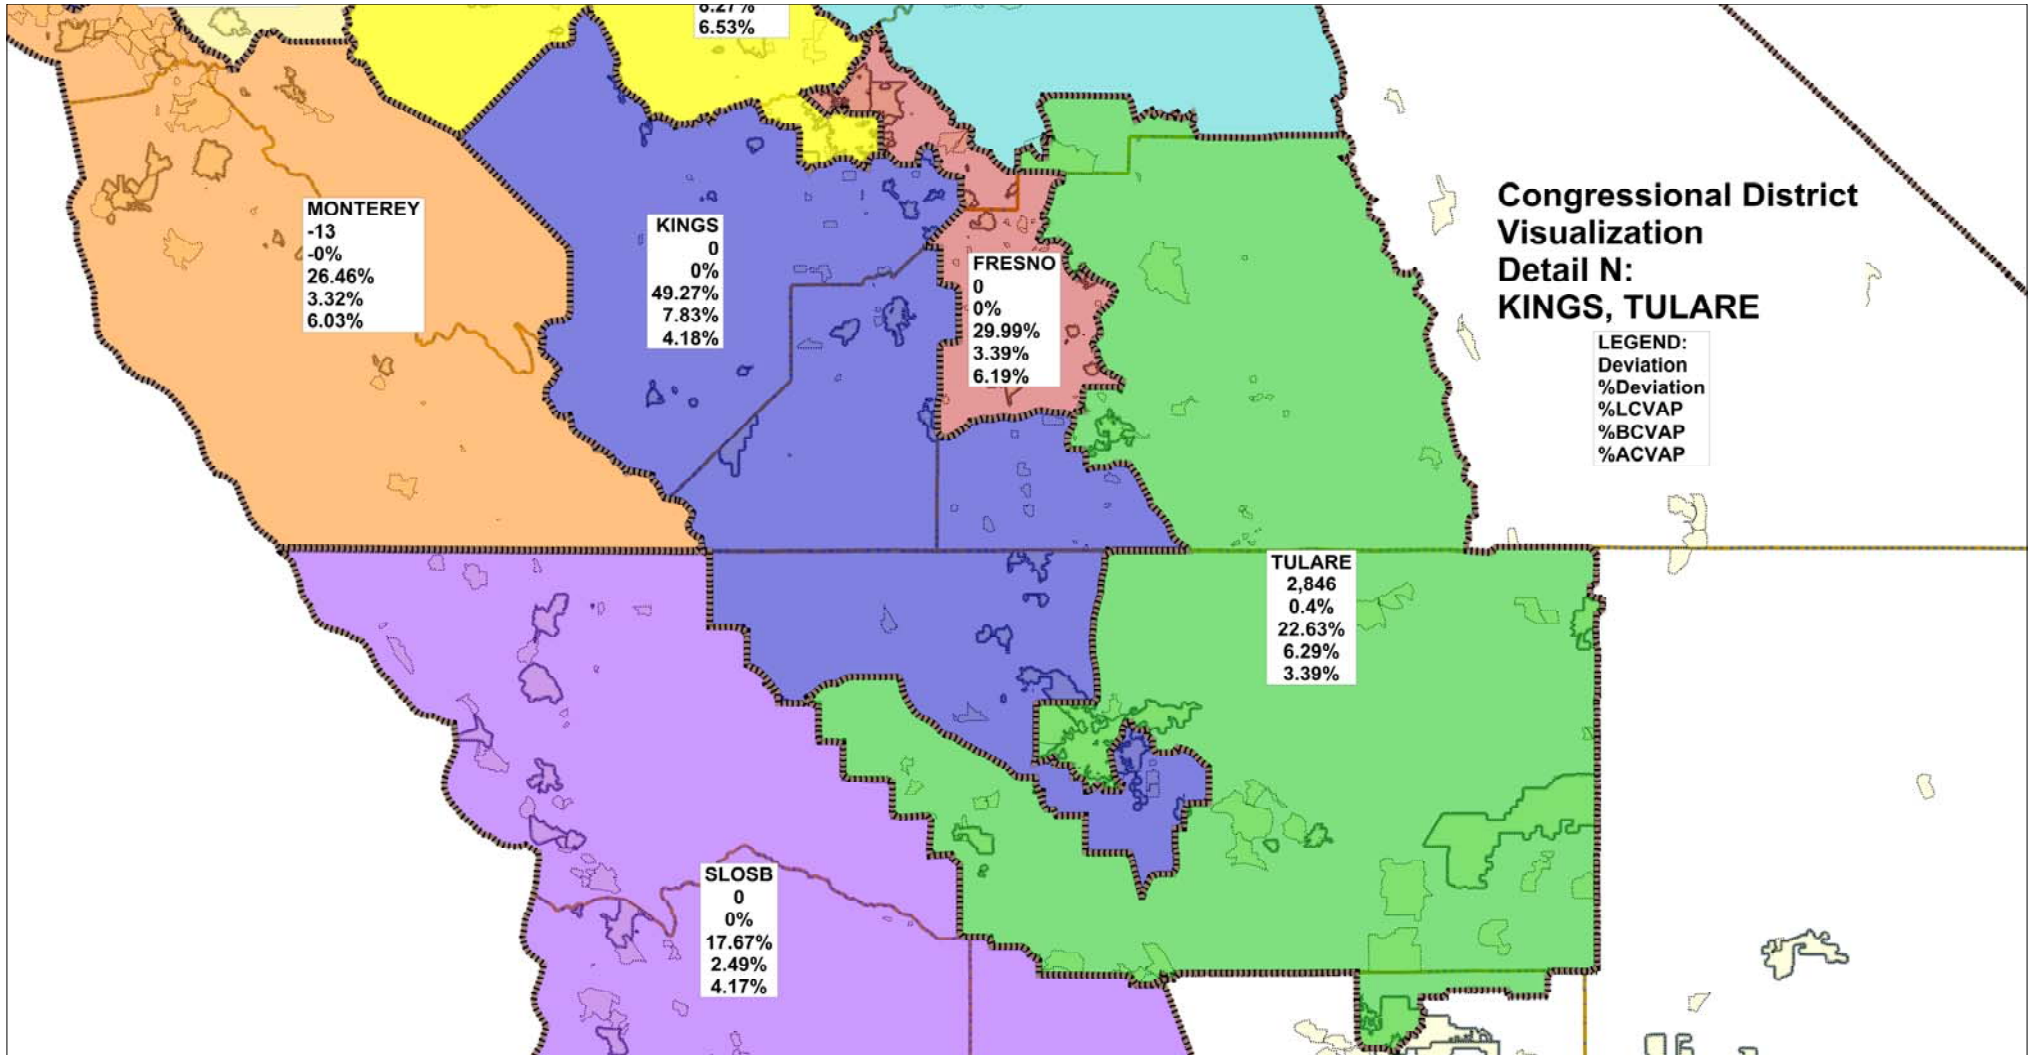 8.27%
6.53%
Congressional District
Visualization
Detail N:
KINGS, TULARE
LEGEND:
Deviation
%Deviation
%LCVAP
%BCVAP
%ACVAP
MONTEREY
-13
-0%
26.46%
3.32%
6.03%
KINGS
0
0%
49.27%
7.83%
4.18%
FRESNO
0
0%
29.99%
3.39%
6.19%
TULARE
2,846
0.4%
22.63%
6.29%
3.39%
SLOSB
0
0%
17.67%
2.49%
4.17%